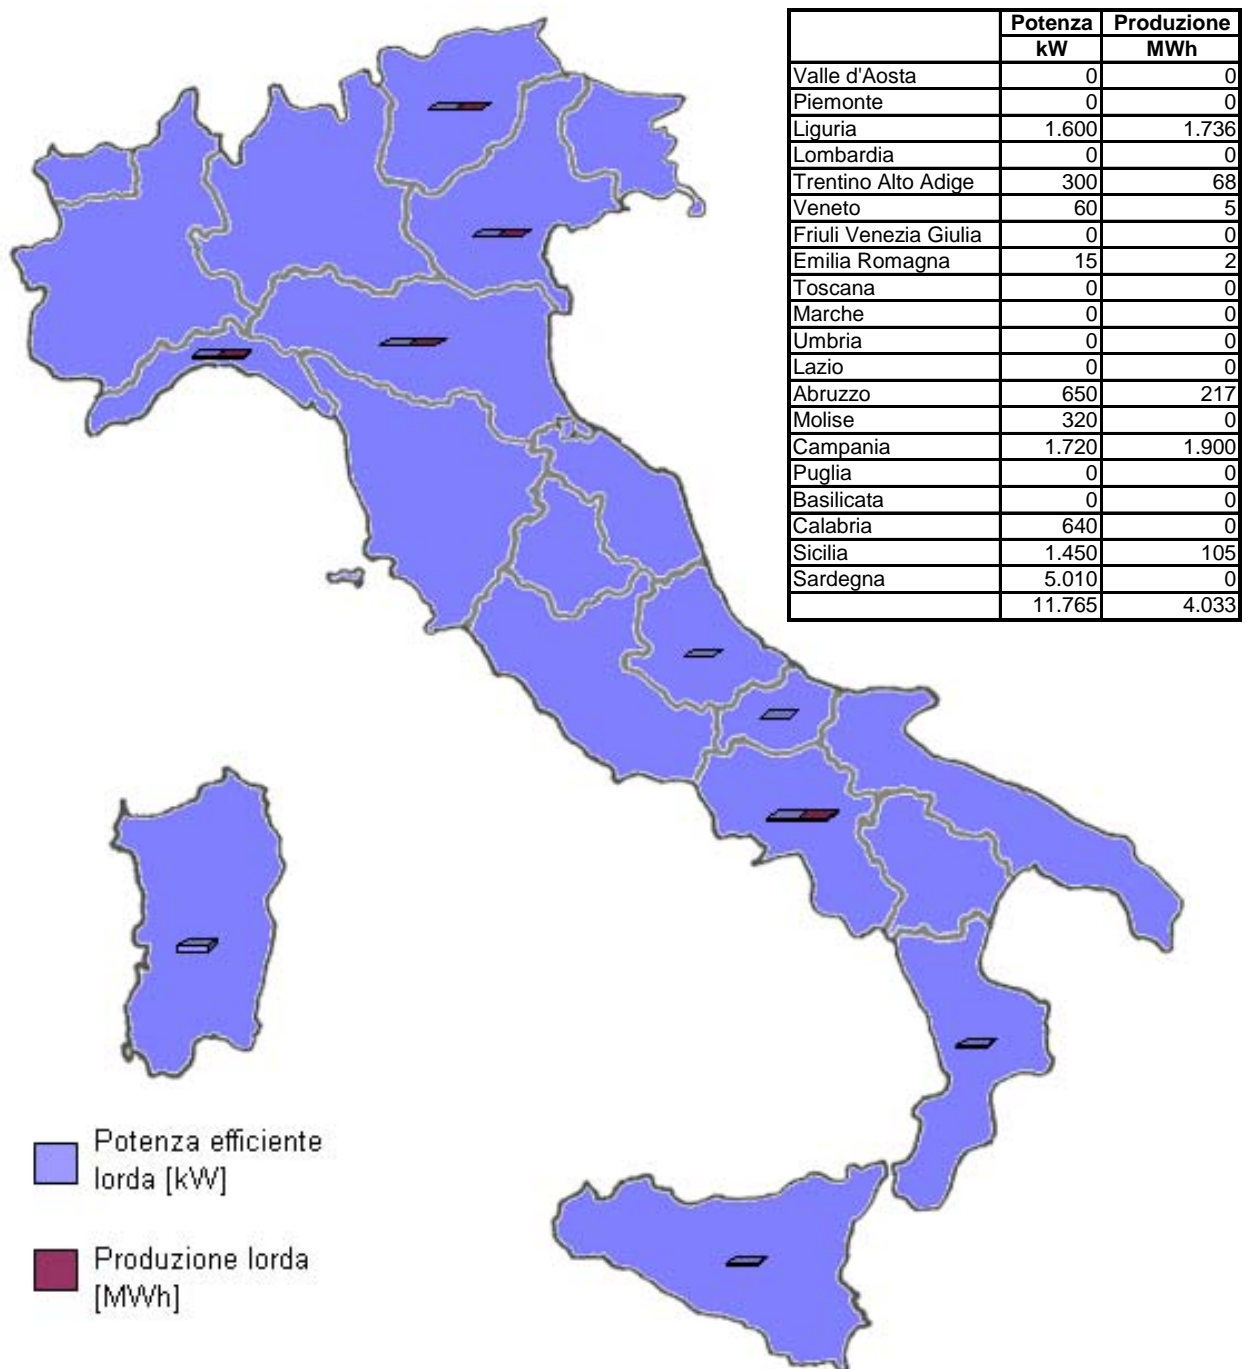 Potenza Produzione
kW MWh
Valle d'Aosta 0 0
Piemonte 0 0
Liguria 1.600 1.736
Lombardia 0 0
Trentino Alto Adige 300 68
Veneto 60 5
Friuli Venezia Giulia 0 0
Emilia Romagna 15 2
Toscana 0 0
Marche 0 0
Umbria 0 0
Lazio 0 0
Abruzzo 650 217
Molise 320 0
Campania 1.720 1.900
Puglia 0 0
Basilicata 0 0
Calabria 640 0
Sicilia 1.450 105
Sardegna 5.010 0
11.765 4.033
Potenza efficiente
lorda [kW]
Produzione lorda
[MWh]